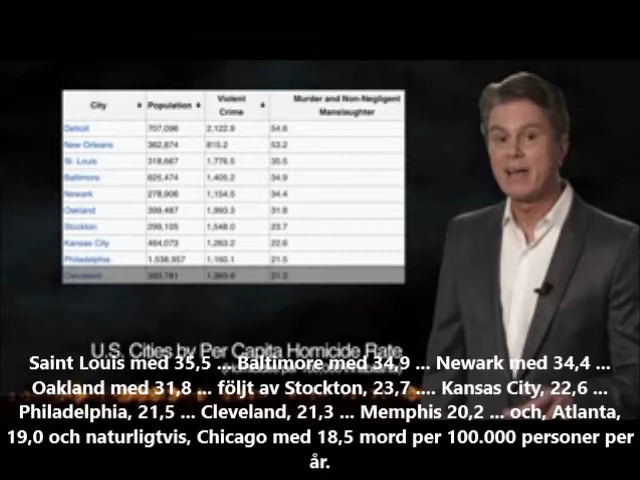 City Population Violent Crime Murder and Non-Negligent Manslaughter
Detroit 707,096 2,122.9 54.6
New Orleans 362,874 815.2 53.2
St. Louis 318,667 1,776.5 35.5
Baltimore 625,474 1,405.2 34.9
Newark 278,906 1,154.5 34.4
Oakland 399,487 1,993.3 31.8
Stockton 299,105 1,548.0 23.7
Kansas City 464,073 1,263.2 22.6
Philadelphia 1,538,957 1,160.1 21.5
Cleveland 21.3
U.S. Cities by Per Capita Homicide Rate
Saint Louis med 35,5 ... Baltimore med 34,9 ... Newark med 34,4 ...
Oakland med 31,8 ... följt av Stockton, 23,7 .... Kansas City, 22,6 ...
Philadelphia, 21,5 ... Cleveland, 21,3 ... Memphis 20,2 ... och, Atlanta,
19,0 och naturligtvis, Chicago med 18,5 mord per 100.000 personer per
år.